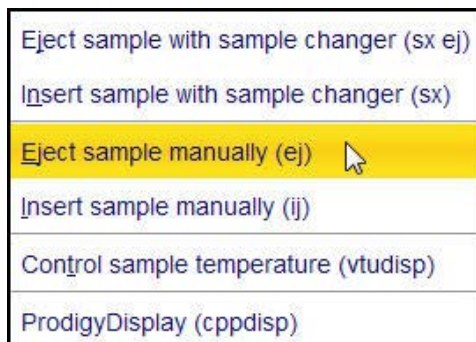 Eject sample with sample changer (sx ej)
Insert sample with sample changer (sx)
Eject sample manually (ej)
Insert sample manually (ij)
Control sample temperature (vtudisp)
ProdigyDisplay (cppdisp)